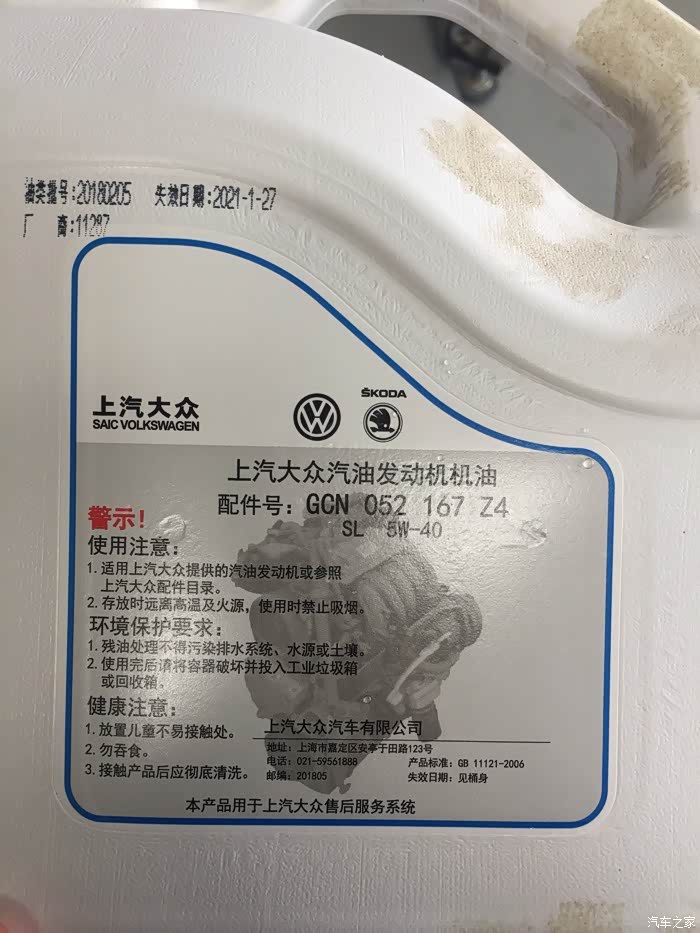 油类批号:20180205 失效日期:2021-1-27
厂 商:11287
上汽大众
SAIC VOLKSWAGEN
ŠKODA
上汽大众汽油发动机机油
配件号：GCN 052 167 Z4
SL 5W-40
警示!
使用注意：
1. 适用上汽大众提供的汽油发动机或参照
上汽大众配件目录。
2. 存放时远离高温及火源，使用时禁止吸烟。
环境保护要求：
1. 残油处理不得污染排水系统、水源或土壤。
2. 使用完后请将容器破坏并投入工业垃圾箱
或回收箱。
健康注意：
1. 放置儿童不易接触处。
2. 勿吞食。
3. 接触产品后应彻底清洗。
上汽大众汽车有限公司
地址：上海市嘉定区安亭于田路123号
电话：021-59561888 产品标准：GB 11121-2006
邮编：201805 失效日期：见桶身
本产品用于上汽大众售后服务系统
汽车之家